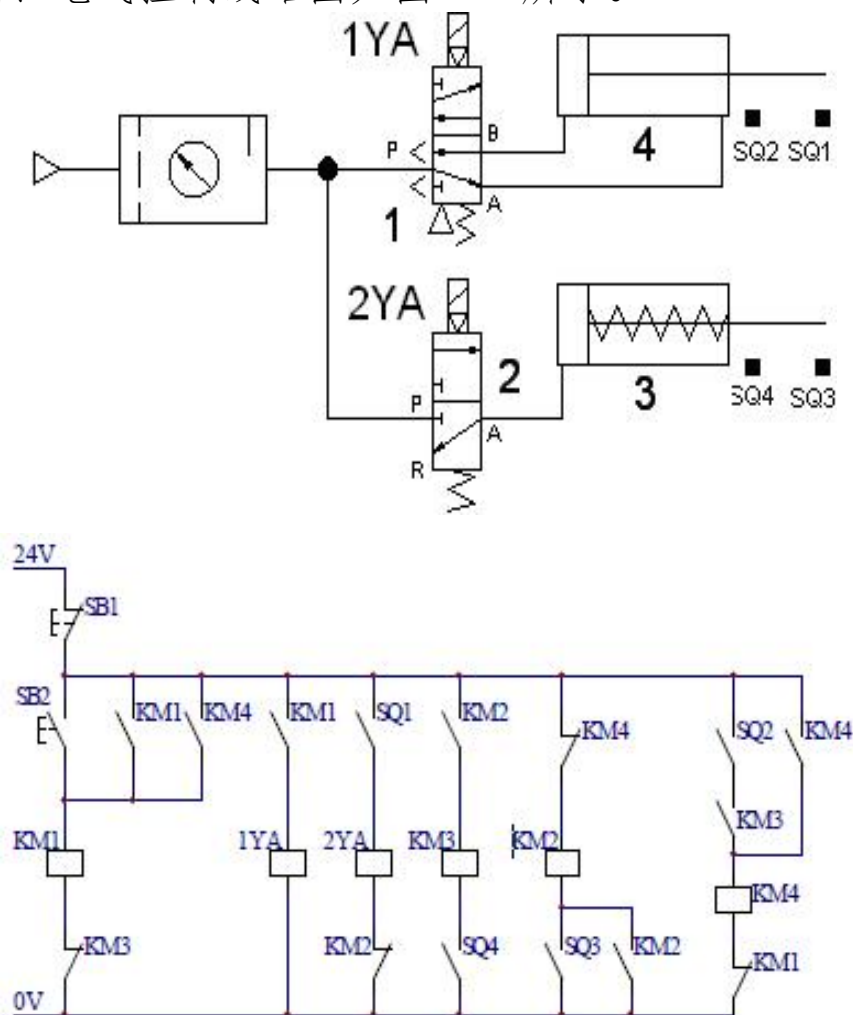 1YA
P
B
4
SQ2 SQ1
A
1
2YA
2
P
A
3
SQ4 SQ3
R
24V
SB1
SB2
KM1 KM4 KM1 SQ1 KM2 KM4 SQ2 KM4
KM3
KM1 1YA 2YA KM3 KM2
KM4
KM3 KM2 SQ4 SQ3 KM2 KM1
0V